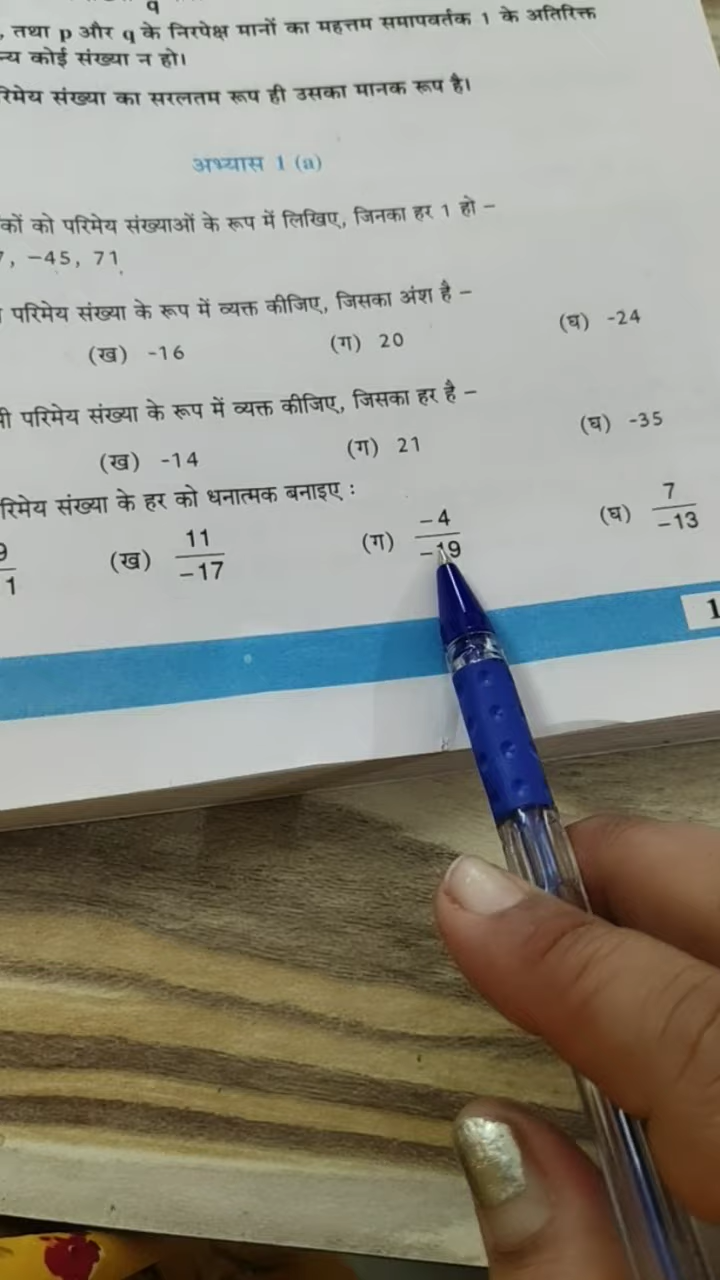 q
, तथा p और q के निरपेक्ष मानों का महत्तम समापवर्तक 1 के अतिरिक्त
न्य कोई संख्या न हो।
रिमेय संख्या का सरलतम रूप ही उसका मानक रूप है।
अभ्यास 1 (a)
कों को परिमेय संख्याओं के रूप में लिखिए, जिनका हर 1 हो –
, -45, 71
परिमेय संख्या के रूप में व्यक्त कीजिए, जिसका अंश है –
(ख) -16 (ग) 20 (घ) -24
परिमेय संख्या के रूप में व्यक्त कीजिए, जिसका हर है –
(ख) -14 (ग) 21 (घ) -35
रिमेय संख्या के हर को धनात्मक बनाइए :
9/1 (ख) 11/-17 (ग) -4/-19 (घ) 7/-13
1